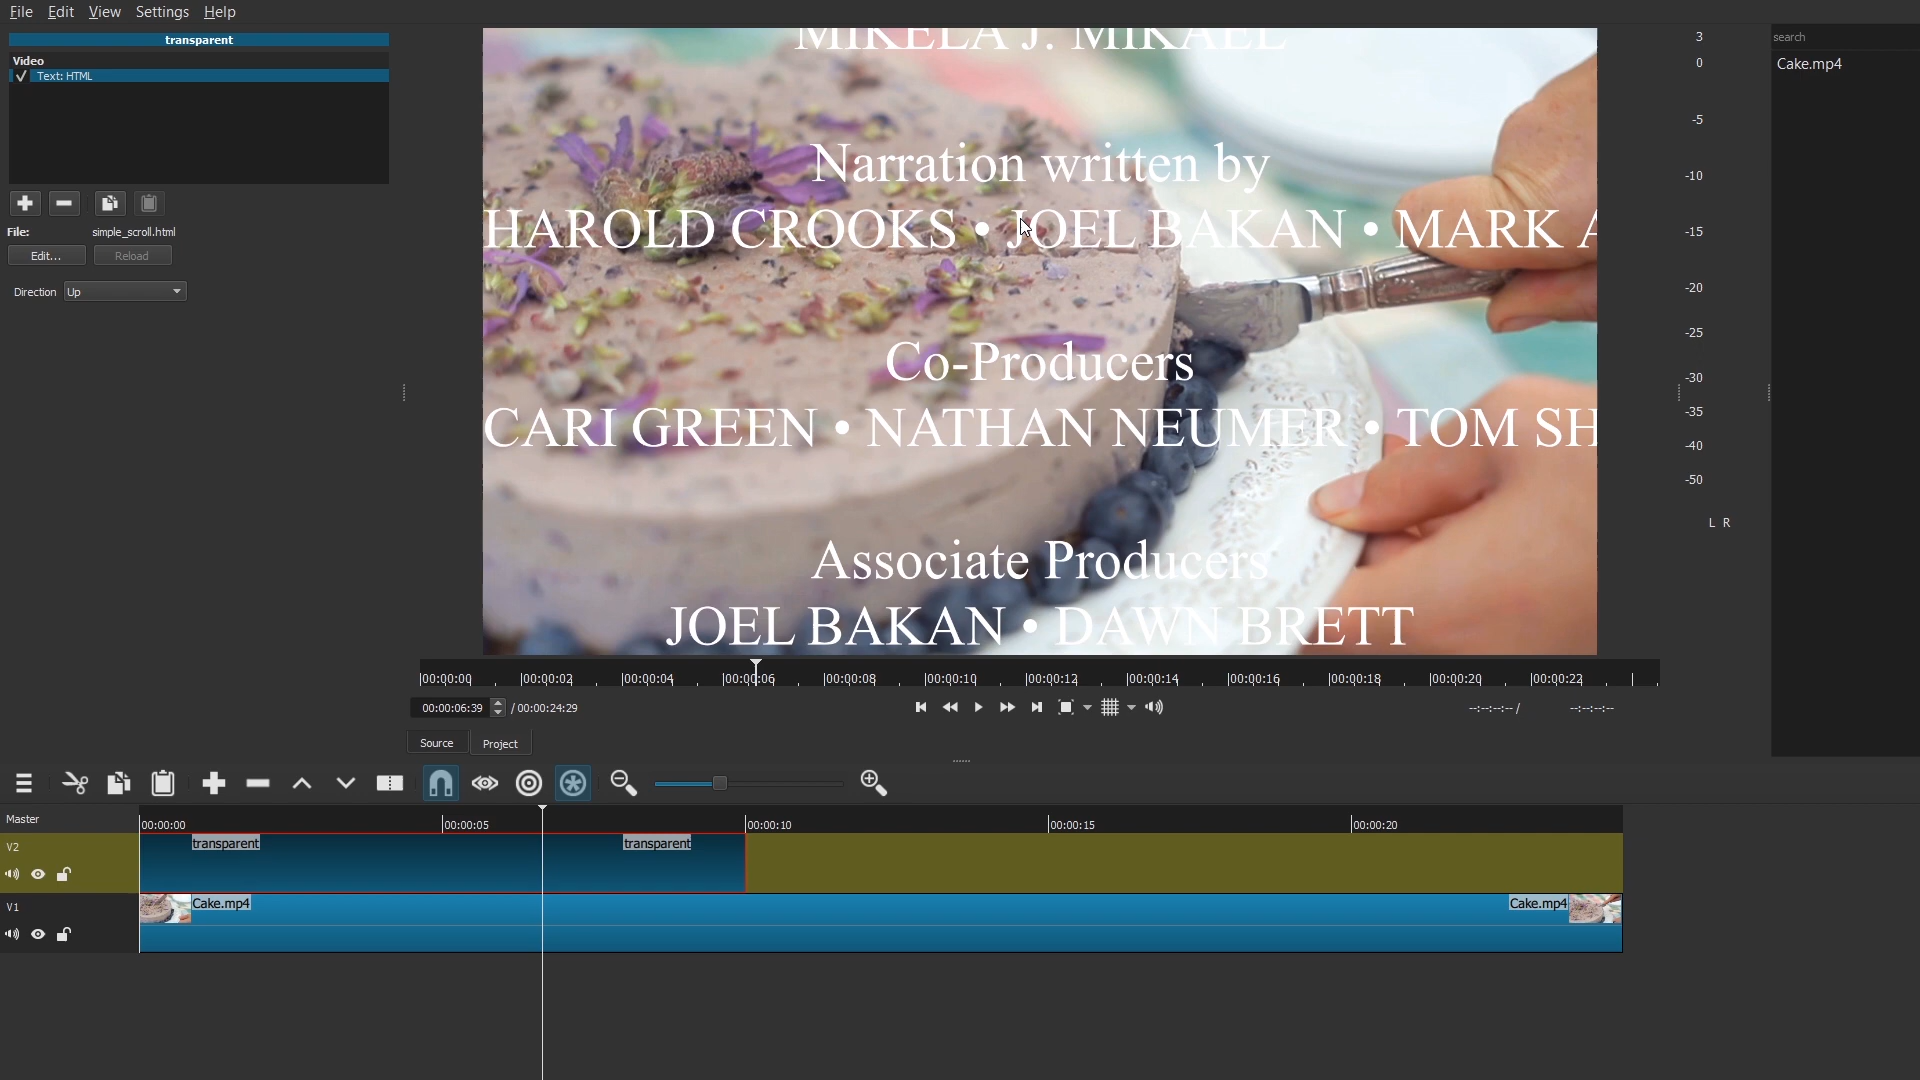 File Edit View Settings Help
transparent
Video
Text: HTML
File: simple_scroll.html
Edit... Reload
Direction Up
MIKELA J. MIKAEL
Narration written by
HAROLD CROOKS • JOEL BAKAN • MARK A
Co-Producers
CARI GREEN • NATHAN NEUMER • TOM SH
Associate Producers
JOEL BAKAN • DAWN BRETT
3
0
-5
-10
-15
-20
-25
-30
-35
-40
-50
L R
search
Cake.mp4
00:00:00 00:00:02 00:00:04 00:00:06 00:00:08 00:00:10 00:00:12 00:00:14 00:00:16 00:00:18 00:00:20 00:00:22
00:00:06:39 / 00:00:24:29 --:--:--:-- / --:--:--:--
Source Project
Master
00:00:00 00:00:05 00:00:10 00:00:15 00:00:20
V2
transparent transparent
V1
Cake.mp4 Cake.mp4